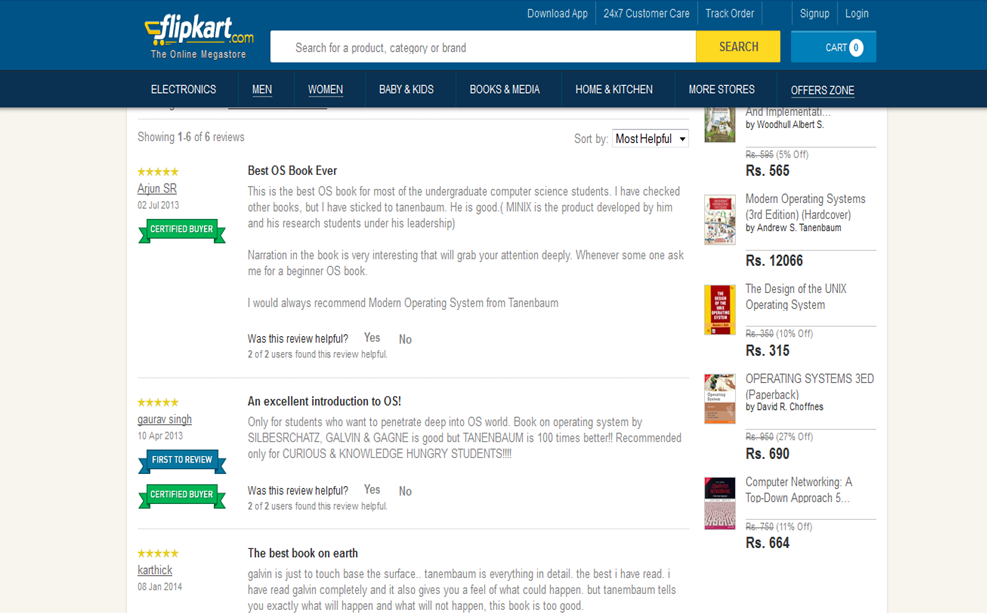 Download App 24x7 Customer Care Track Order Signup Login
flipkart.com
The Online Megastore
Search for a product, category or brand
SEARCH
CART 0
ELECTRONICS MEN WOMEN BABY & KIDS BOOKS & MEDIA HOME & KITCHEN MORE STORES OFFERS ZONE
Showing 1-6 of 6 reviews
Sort by: Most Helpful
Arjun SR
02 Jul 2013
CERTIFIED BUYER
Best OS Book Ever
This is the best OS book for most of the undergraduate computer science students. I have checked
other books, but I have sticked to tanenbaum. He is good.( MINIX is the product developed by him
and his research students under his leadership)
Narration in the book is very interesting that will grab your attention deeply. Whenever some one ask
me for a beginner OS book.
I would always recommend Modern Operating System from Tanenbaum
Was this review helpful? Yes No
2 of 2 users found this review helpful.
gaurav singh
10 Apr 2013
FIRST TO REVIEW
CERTIFIED BUYER
An excellent introduction to OS!
Only for students who want to penetrate deep into OS world. Book on operating system by
SILBESRCHATZ, GALVIN & GAGNE is good but TANENBAUM is 100 times better!! Recommended
only for CURIOUS & KNOWLEDGE HUNGRY STUDENTS!!!!
Was this review helpful? Yes No
2 of 2 users found this review helpful.
karthick
08 Jan 2014
The best book on earth
galvin is just to touch base the surface.. tanembaum is everything in detail. the best i have read. i
have read galvin completely and it also gives you a feel of what could happen. but tanembaum tells
you exactly what will happen and what will not happen, this book is too good.
And Implementati...
by Woodhull Albert S.
Rs. 595 (5% Off)
Rs. 565
Modern Operating Systems
(3rd Edition) (Hardcover)
by Andrew S. Tanenbaum
Rs. 12066
The Design of the UNIX
Operating System
Rs. 350 (10% Off)
Rs. 315
OPERATING SYSTEMS 3ED
(Paperback)
by David R. Choffnes
Rs. 950 (27% Off)
Rs. 690
Computer Networking: A
Top-Down Approach 5...
Rs. 750 (11% Off)
Rs. 664